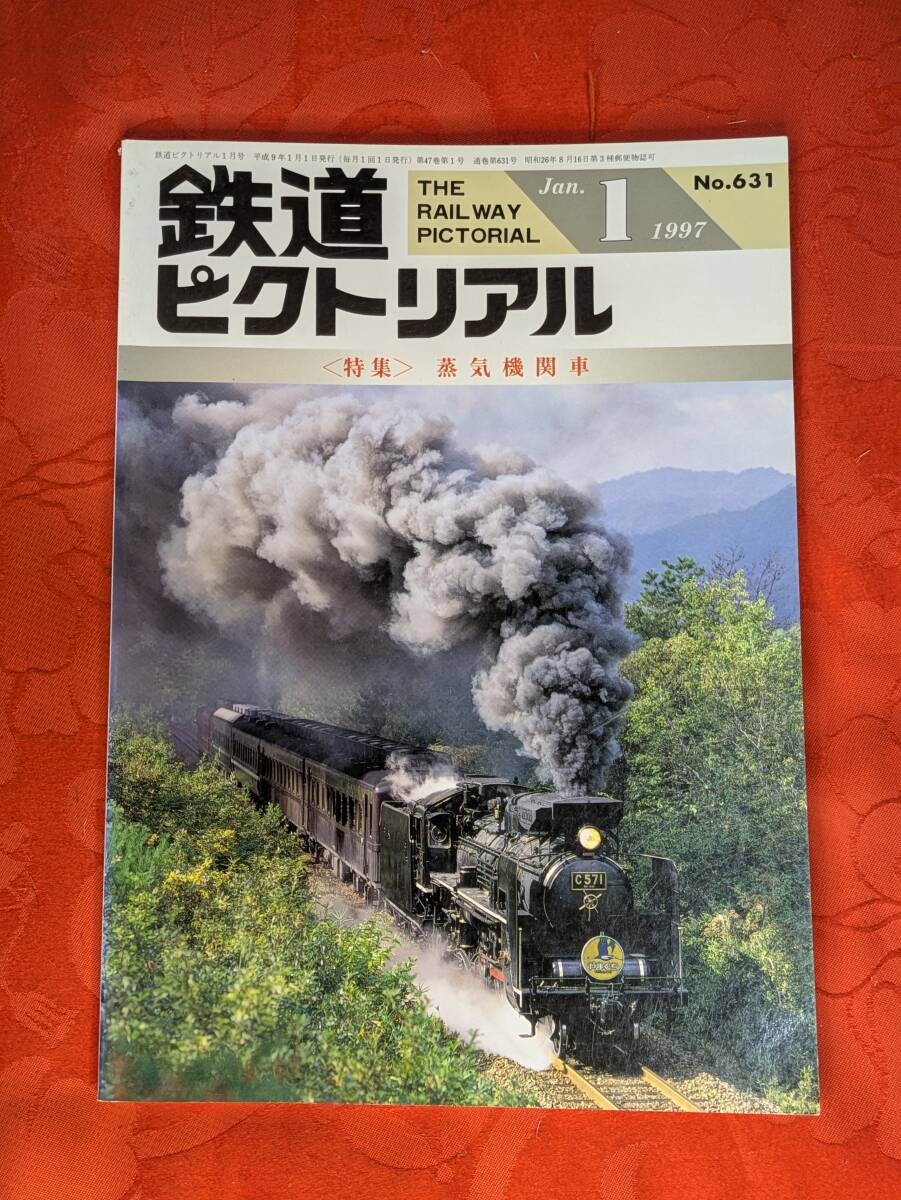 鉄道ピクトリアル1月号 平成9年1月1日発行(毎月1回1日発行)第47巻第1号 通巻第631号 昭和26年8月16日第3種郵便物認可
鉄道
ピクトリアル
THE
RAILWAY
PICTORIAL
Jan. 1 1997
No.631
〈特集〉 蒸気機関車
C571